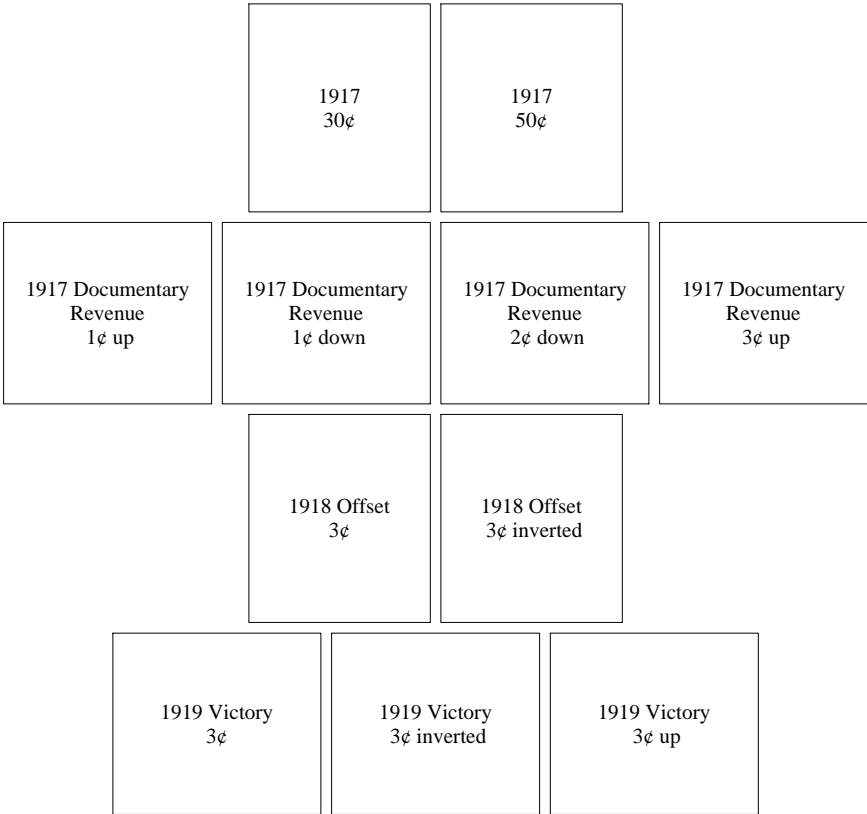 1917
30¢
1917
50¢
1917 Documentary
Revenue
1¢ up
1917 Documentary
Revenue
1¢ down
1917 Documentary
Revenue
2¢ down
1917 Documentary
Revenue
3¢ up
1918 Offset
3¢
1918 Offset
3¢ inverted
1919 Victory
3¢
1919 Victory
3¢ inverted
1919 Victory
3¢ up